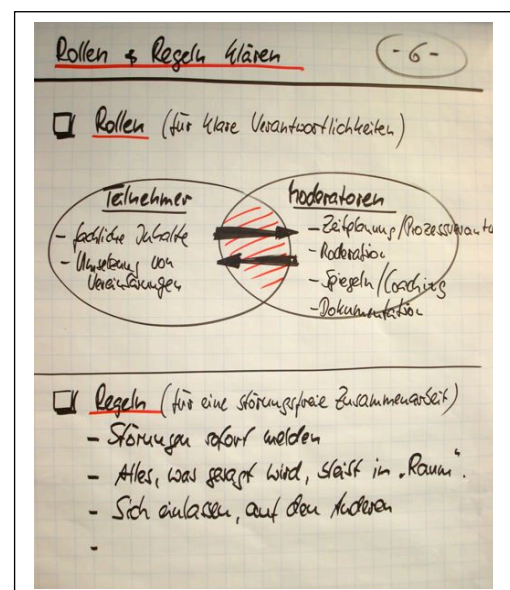 Rollen & Regeln klären
-6-
Rollen (für klare Verantwortlichkeiten)
Teilnehmer
- fachliche Inhalte
- Umsetzung von
Vereinbarungen
Moderatoren
- Zeitplanung/Prozessverantw
- Moderation
- Spiegeln/Coaching
- Dokumentation
Regeln (für eine störungsfreie Zusammenarbeit)
- Störungen sofort melden
- Alles, was gesagt wird, bleibt im „Raum“.
- Sich einlassen, auf den Anderen
-